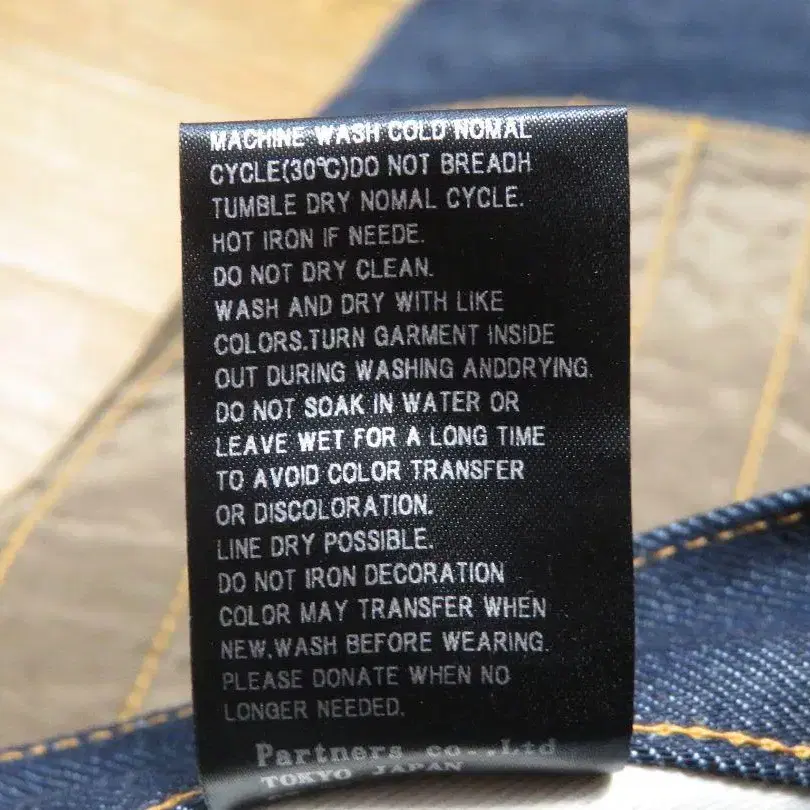 MACHINE WASH COLD NOMAL
CYCLE(30℃)DO NOT BREADH
TUMBLE DRY NOMAL CYCLE.
HOT IRON IF NEEDE.
DO NOT DRY CLEAN.
WASH AND DRY WITH LIKE
COLORS.TURN GARMENT INSIDE
OUT DURING WASHING ANDDRYING.
DO NOT SOAK IN WATER OR
LEAVE WET FOR A LONG TIME
TO AVOID COLOR TRANSFER
OR DISCOLORATION.
LINE DRY POSSIBLE.
DO NOT IRON DECORATION
COLOR MAY TRANSFER WHEN
NEW.WASH BEFORE WEARING.
PLEASE DONATE WHEN NO
LONGER NEEDED.
Partners co.,Ltd
TOKYO JAPAN